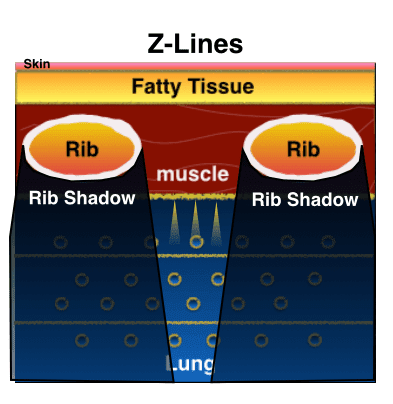 Z-Lines
Skin
Fatty Tissue
Rib
Rib
muscle
Rib Shadow
Rib Shadow
Lung